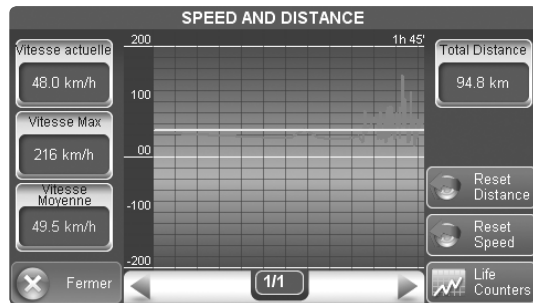 SPEED AND DISTANCE
Vitesse actuelle
48.0 km/h
Vitesse Max
216 km/h
Vitesse
Moyenne
49.5 km/h
Fermer
200
1h 45'
100
00
-100
-200
1/1
Total Distance
94.8 km
Reset
Distance
Reset
Speed
Life
Counters